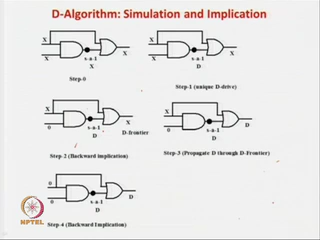 D-Algorithm: Simulation and Implication
X
X
X
s-a-1
X
Step-0
X
X
X
s-a-1
D
Step-1 (unique D-drive)
X
0
X
s-a-1
D
D-frontier
Step-2 (Backward implication)
X
0
D
s-a-1
D
Step-3 (Propagate D through D-Frontier)
0
0
D
s-a-1
D
Step-4 (Backward Implication)
NPTEL